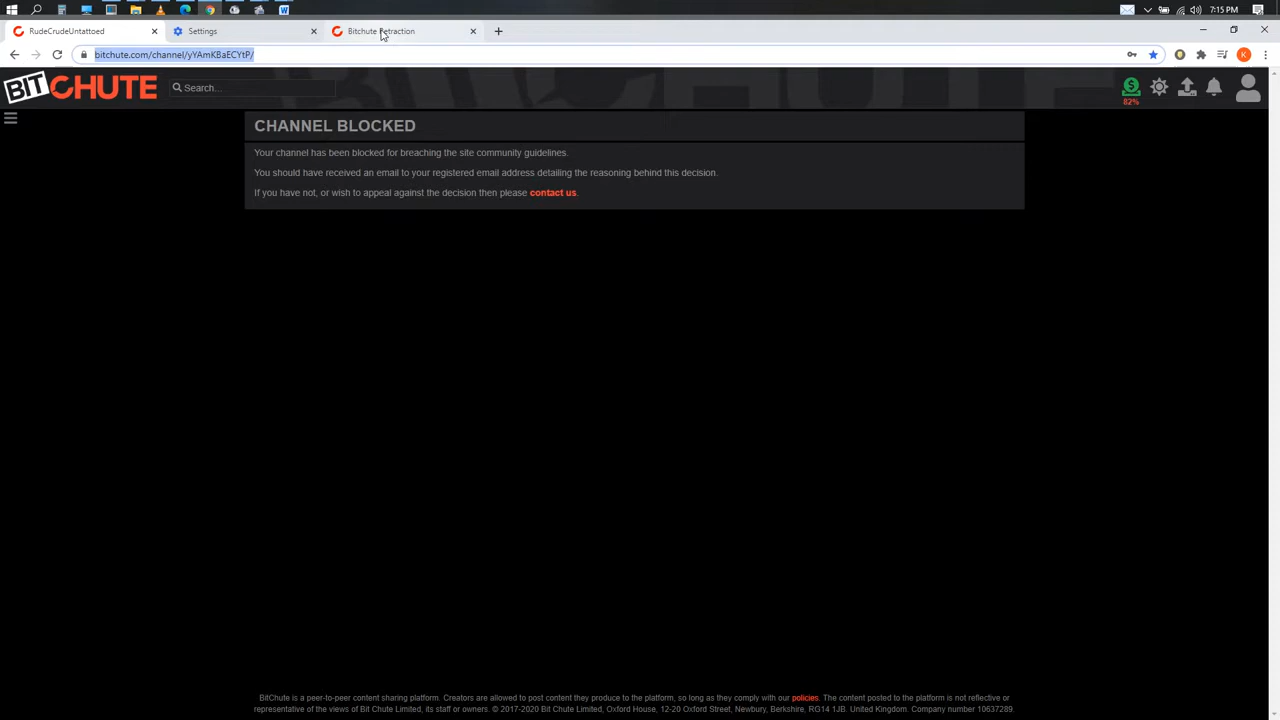 7:15 PM
RudeCrudeUntattoed
Settings
Bitchute Retraction
bitchute.com/channel/yYAmKBaECYtP/
K
BITCHUTE
Search...
82%
CHANNEL BLOCKED
Your channel has been blocked for breaching the site community guidelines.
You should have received an email to your registered email address detailing the reasoning behind this decision.
If you have not, or wish to appeal against the decision then please contact us.
BitChute is a peer-to-peer content sharing platform. Creators are allowed to post content they produce to the platform, so long as they comply with our policies. The content posted to the platform is not reflective or
representative of the views of Bit Chute Limited, its staff or owners. © 2017-2020 Bit Chute Limited, Oxford House, 12-20 Oxford Street, Newbury, Berkshire, RG14 1JB. United Kingdom. Company number 10637289.